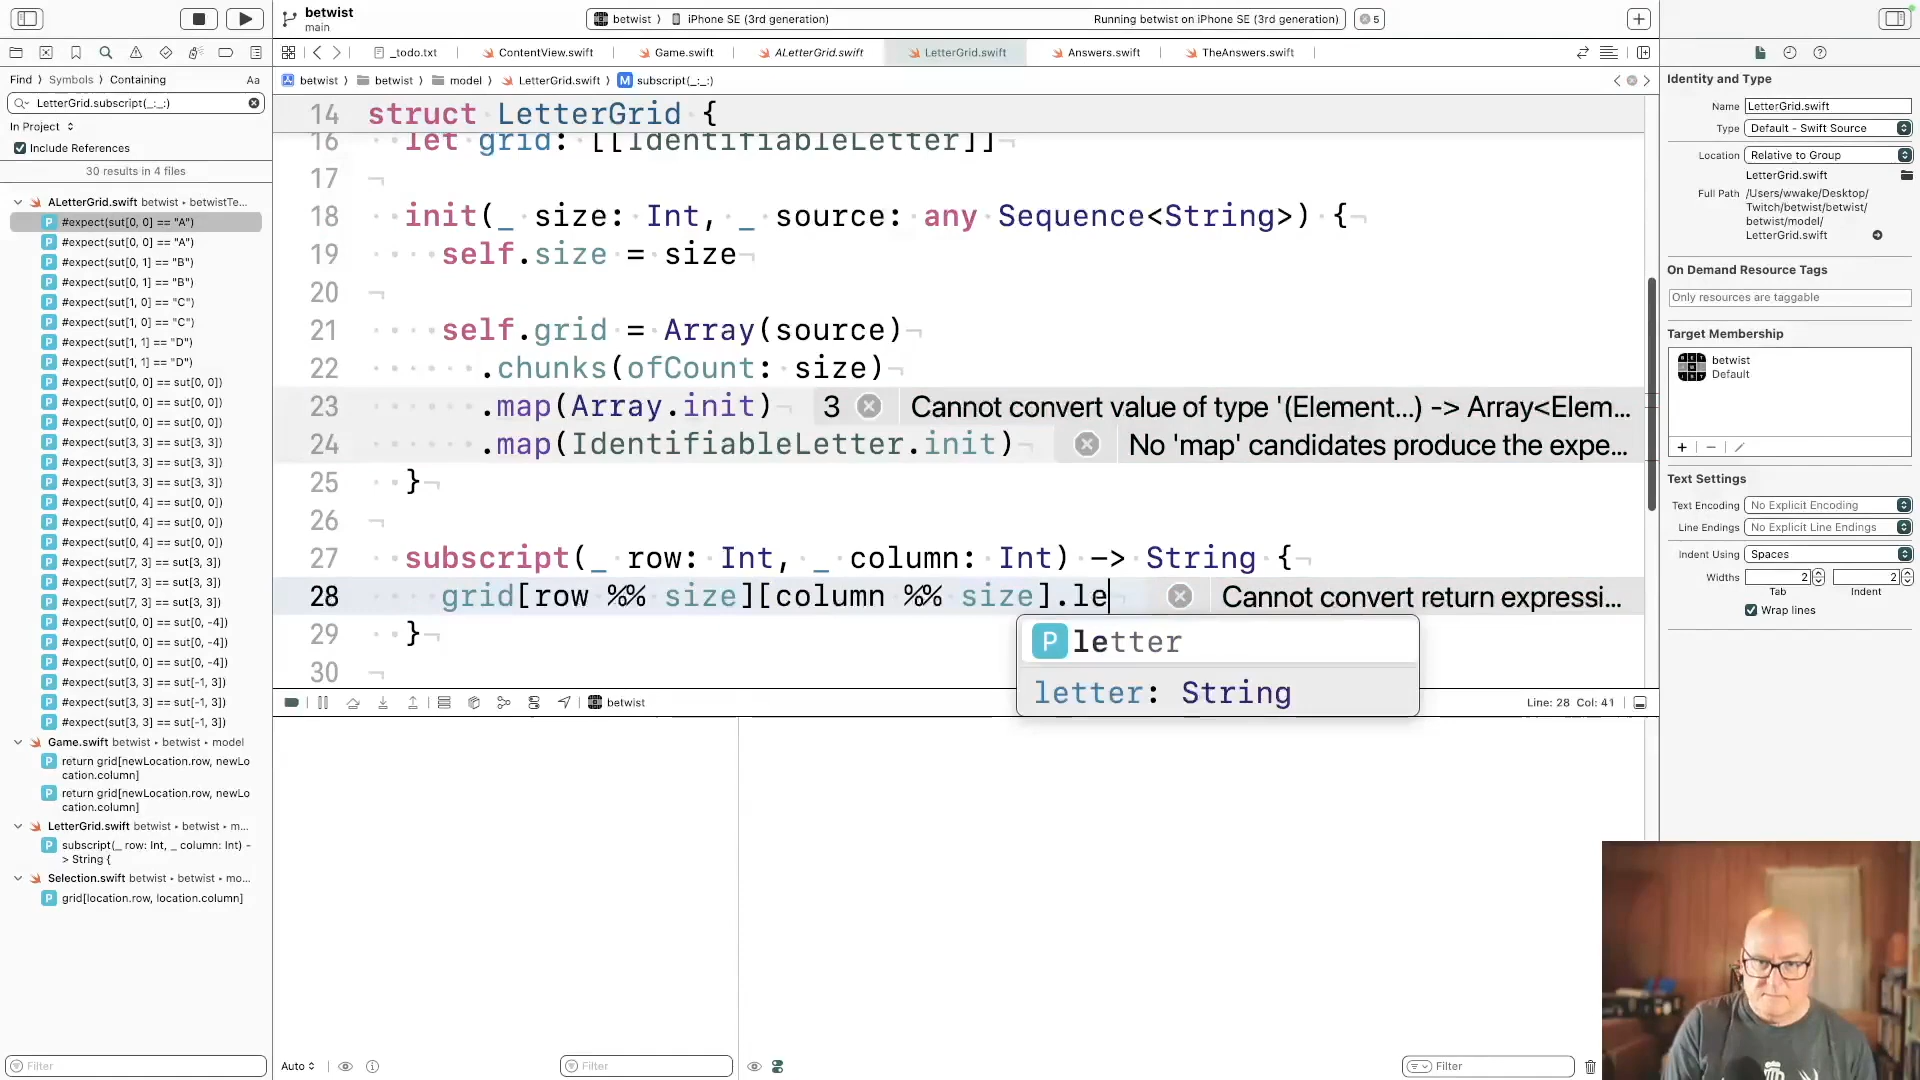 betwist
main
betwist
iPhone SE (3rd generation)
Running betwist on iPhone SE (3rd generation)
5
_todo.txt
ContentView.swift
Game.swift
ALetterGrid.swift
LetterGrid.swift
Answers.swift
TheAnswers.swift
Find
Symbols
Containing
Aa
LetterGrid.subscript(_:_:)
In Project
Include References
30 results in 4 files
ALetterGrid.swift betwist • betwistTe...
#expect(sut[0, 0] == "A")
#expect(sut[0, 0] == "A")
#expect(sut[0, 1] == "B")
#expect(sut[0, 1] == "B")
#expect(sut[1, 0] == "C")
#expect(sut[1, 0] == "C")
#expect(sut[1, 1] == "D")
#expect(sut[1, 1] == "D")
#expect(sut[0, 0] == sut[0, 0])
#expect(sut[0, 0] == sut[0, 0])
#expect(sut[0, 0] == sut[0, 0])
#expect(sut[3, 3] == sut[3, 3])
#expect(sut[3, 3] == sut[3, 3])
#expect(sut[3, 3] == sut[3, 3])
#expect(sut[0, 4] == sut[0, 0])
#expect(sut[0, 4] == sut[0, 0])
#expect(sut[0, 4] == sut[0, 0])
#expect(sut[7, 3] == sut[3, 3])
#expect(sut[7, 3] == sut[3, 3])
#expect(sut[7, 3] == sut[3, 3])
#expect(sut[0, 0] == sut[0, -4])
#expect(sut[0, 0] == sut[0, -4])
#expect(sut[0, 0] == sut[0, -4])
#expect(sut[3, 3] == sut[-1, 3])
#expect(sut[3, 3] == sut[-1, 3])
#expect(sut[3, 3] == sut[-1, 3])
Game.swift betwist • betwist • model
return grid[newLocation.row, newLo
cation.column]
return grid[newLocation.row, newLo
cation.column]
LetterGrid.swift betwist • betwist • m...
subscript(_ row: Int, _ column: Int) -
> String {
Selection.swift betwist • betwist • mo...
grid[location.row, location.column]
Filter
betwist
betwist
model
LetterGrid.swift
M
subscript(_:_:)
14 struct LetterGrid {
16 let grid: [[IdentifiableLetter]]
17
18 init(_ size: Int, _ source: any Sequence<String>) {
19 self.size = size
20
21 self.grid = Array(source)
22 .chunks(ofCount: size)
23 .map(Array.init) 3 Cannot convert value of type '(Element...) -> Array<Elem...
24 .map(IdentifiableLetter.init) No 'map' candidates produce the expe...
25 }
26
27 subscript(_ row: Int, _ column: Int) -> String {
28 grid[row %% size][column %% size].le Cannot convert return expressi...
29 }
30
P letter
letter: String
betwist
Line: 28 Col: 41
Auto
Filter
Filter
Identity and Type
Name LetterGrid.swift
Type Default - Swift Source
Location Relative to Group
LetterGrid.swift
Full Path /Users/wwake/Desktop/
Twitch/betwist/betwist/
betwist/model/
LetterGrid.swift
On Demand Resource Tags
Only resources are taggable
Target Membership
betwist
Default
Text Settings
Text Encoding No Explicit Encoding
Line Endings No Explicit Line Endings
Indent Using Spaces
Widths 2 2
Tab Indent
Wrap lines